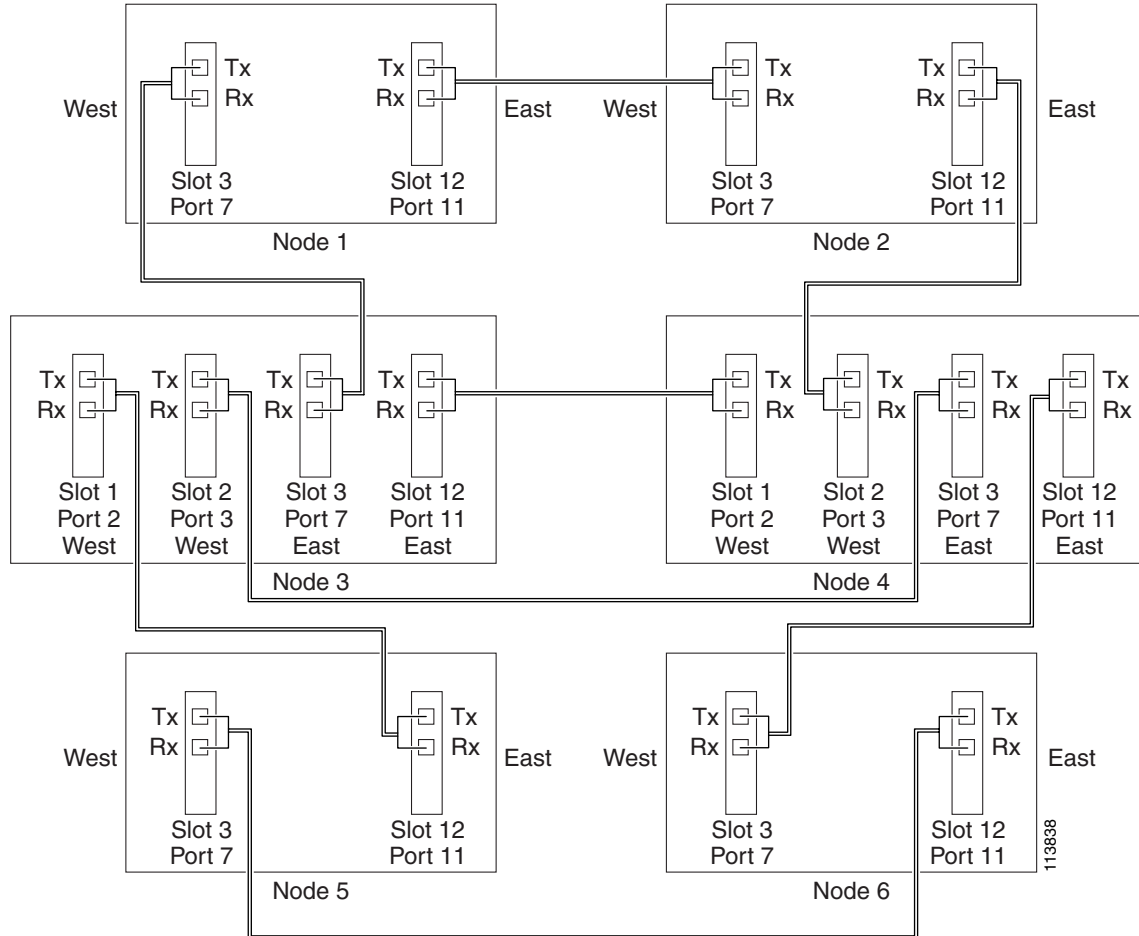 West
Tx
Rx
Slot 3
Port 7
Tx
Rx
Slot 12
Port 11
East
Node 1
West
Tx
Rx
Slot 3
Port 7
Tx
Rx
Slot 12
Port 11
East
Node 2
Tx
Rx
Slot 1
Port 2
West
Tx
Rx
Slot 2
Port 3
West
Tx
Rx
Slot 3
Port 7
East
Tx
Rx
Slot 12
Port 11
East
Node 3
Tx
Rx
Slot 1
Port 2
West
Tx
Rx
Slot 2
Port 3
West
Tx
Rx
Slot 3
Port 7
East
Tx
Rx
Slot 12
Port 11
East
Node 4
West
Tx
Rx
Slot 3
Port 7
Tx
Rx
Slot 12
Port 11
East
Node 5
West
Tx
Rx
Slot 3
Port 7
Tx
Rx
Slot 12
Port 11
East
Node 6
113838